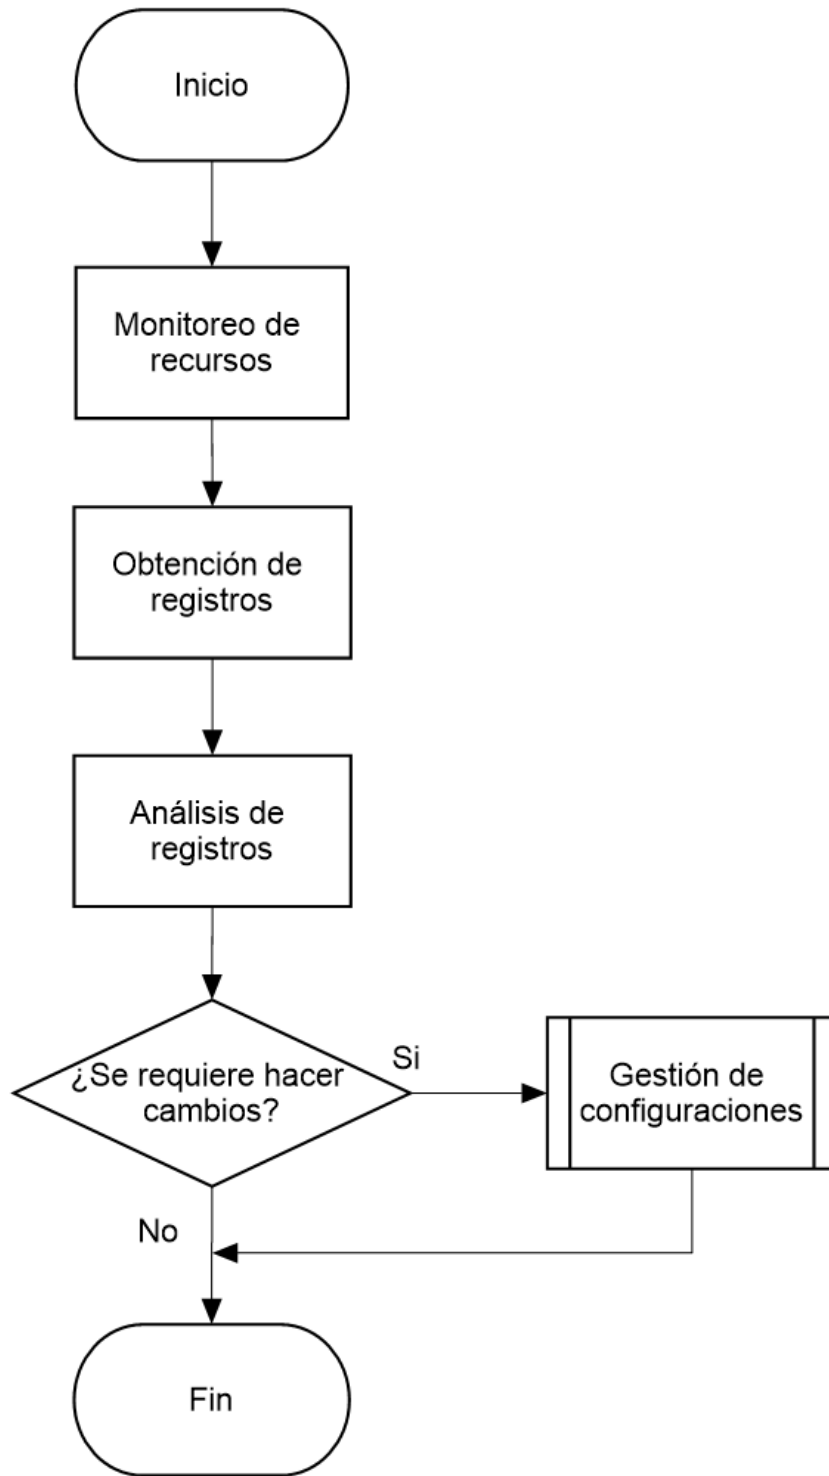 Inicio
Monitoreo de
recursos
Obtención de
registros
Análisis de
registros
¿Se requiere hacer
cambios?
Si
Gestión de
configuraciones
No
Fin